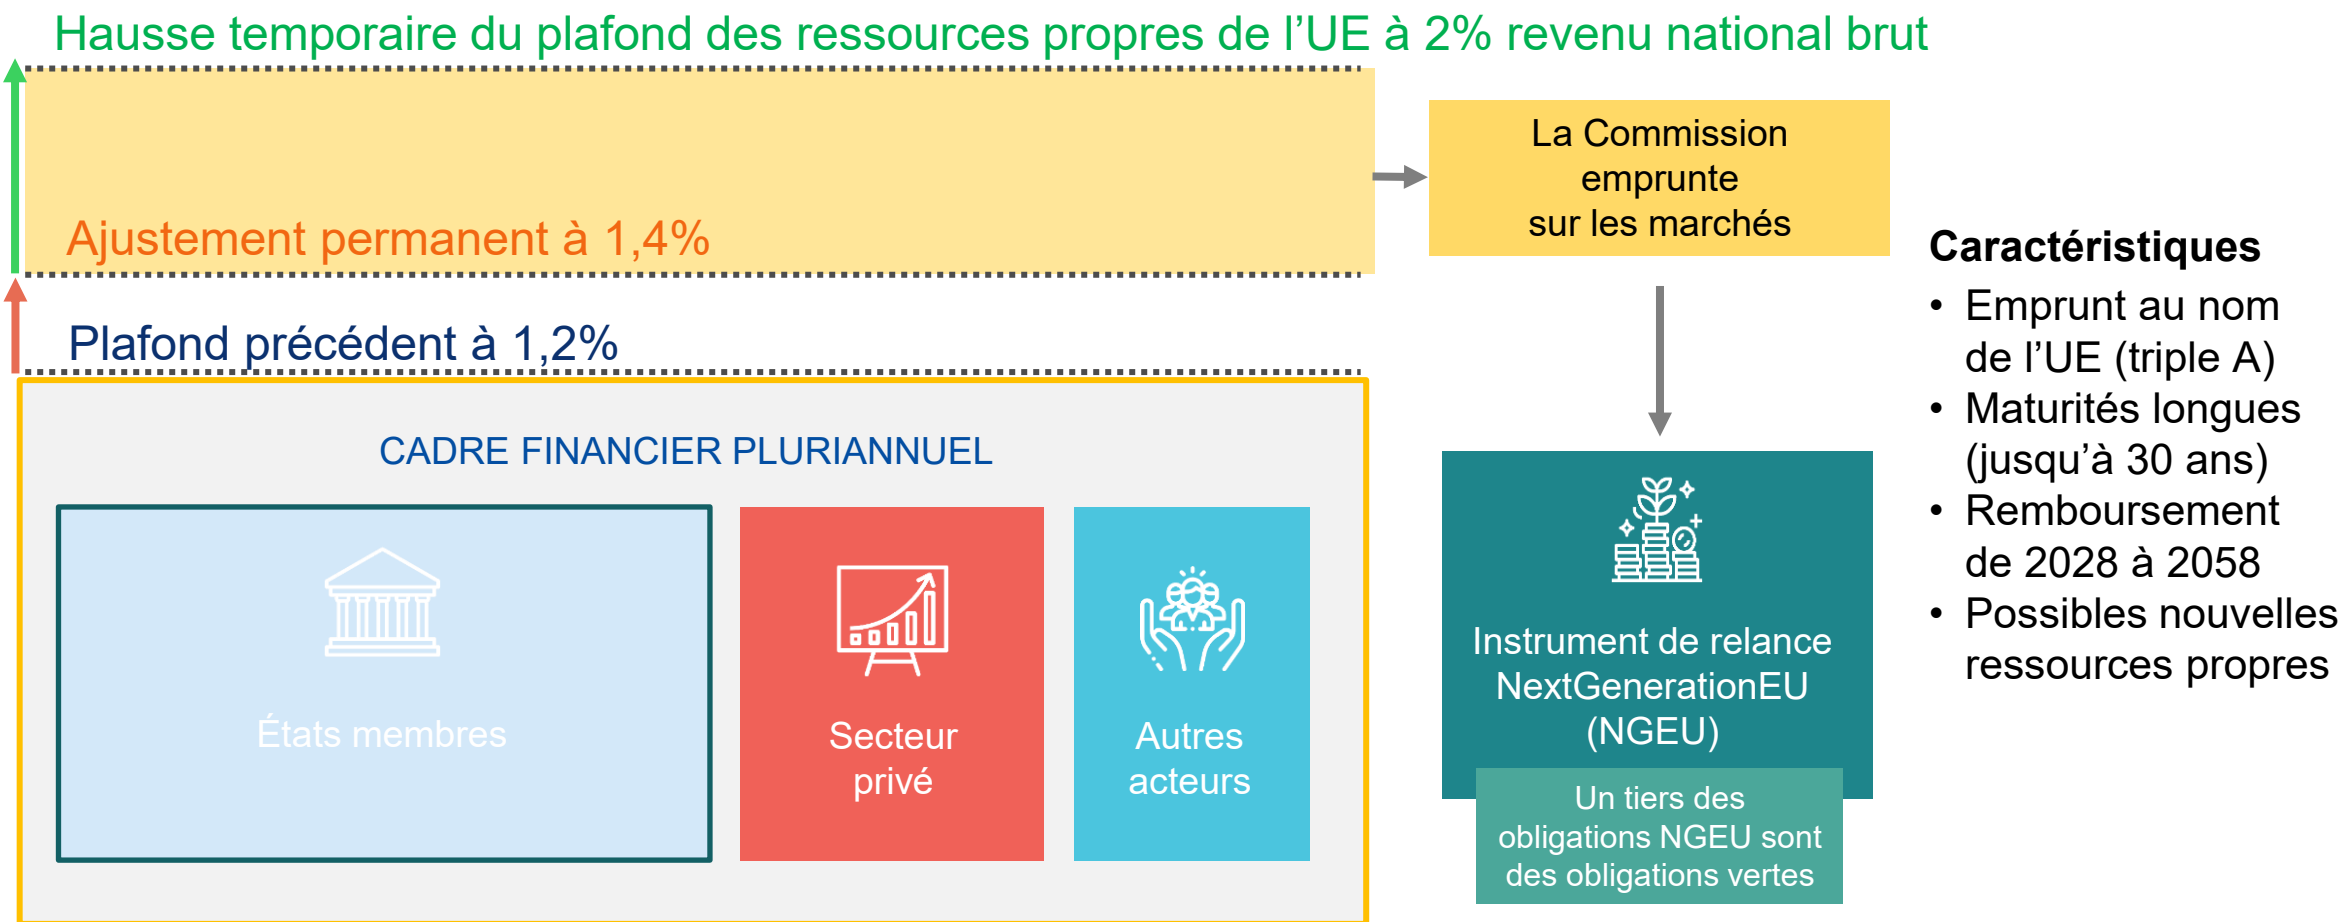 Hausse temporaire du plafond des ressources propres de l’UE à 2% revenu national brut
Ajustement permanent à 1,4%
Plafond précédent à 1,2%
CADRE FINANCIER PLURIANNUEL
États membres
Secteur
privé
Autres
acteurs
La Commission
emprunte
sur les marchés
Instrument de relance
NextGenerationEU
(NGEU)
Un tiers des
obligations NGEU sont
des obligations vertes
Caractéristiques
• Emprunt au nom
de l’UE (triple A)
• Maturités longues
(jusqu’à 30 ans)
• Remboursement
de 2028 à 2058
• Possibles nouvelles
ressources propres